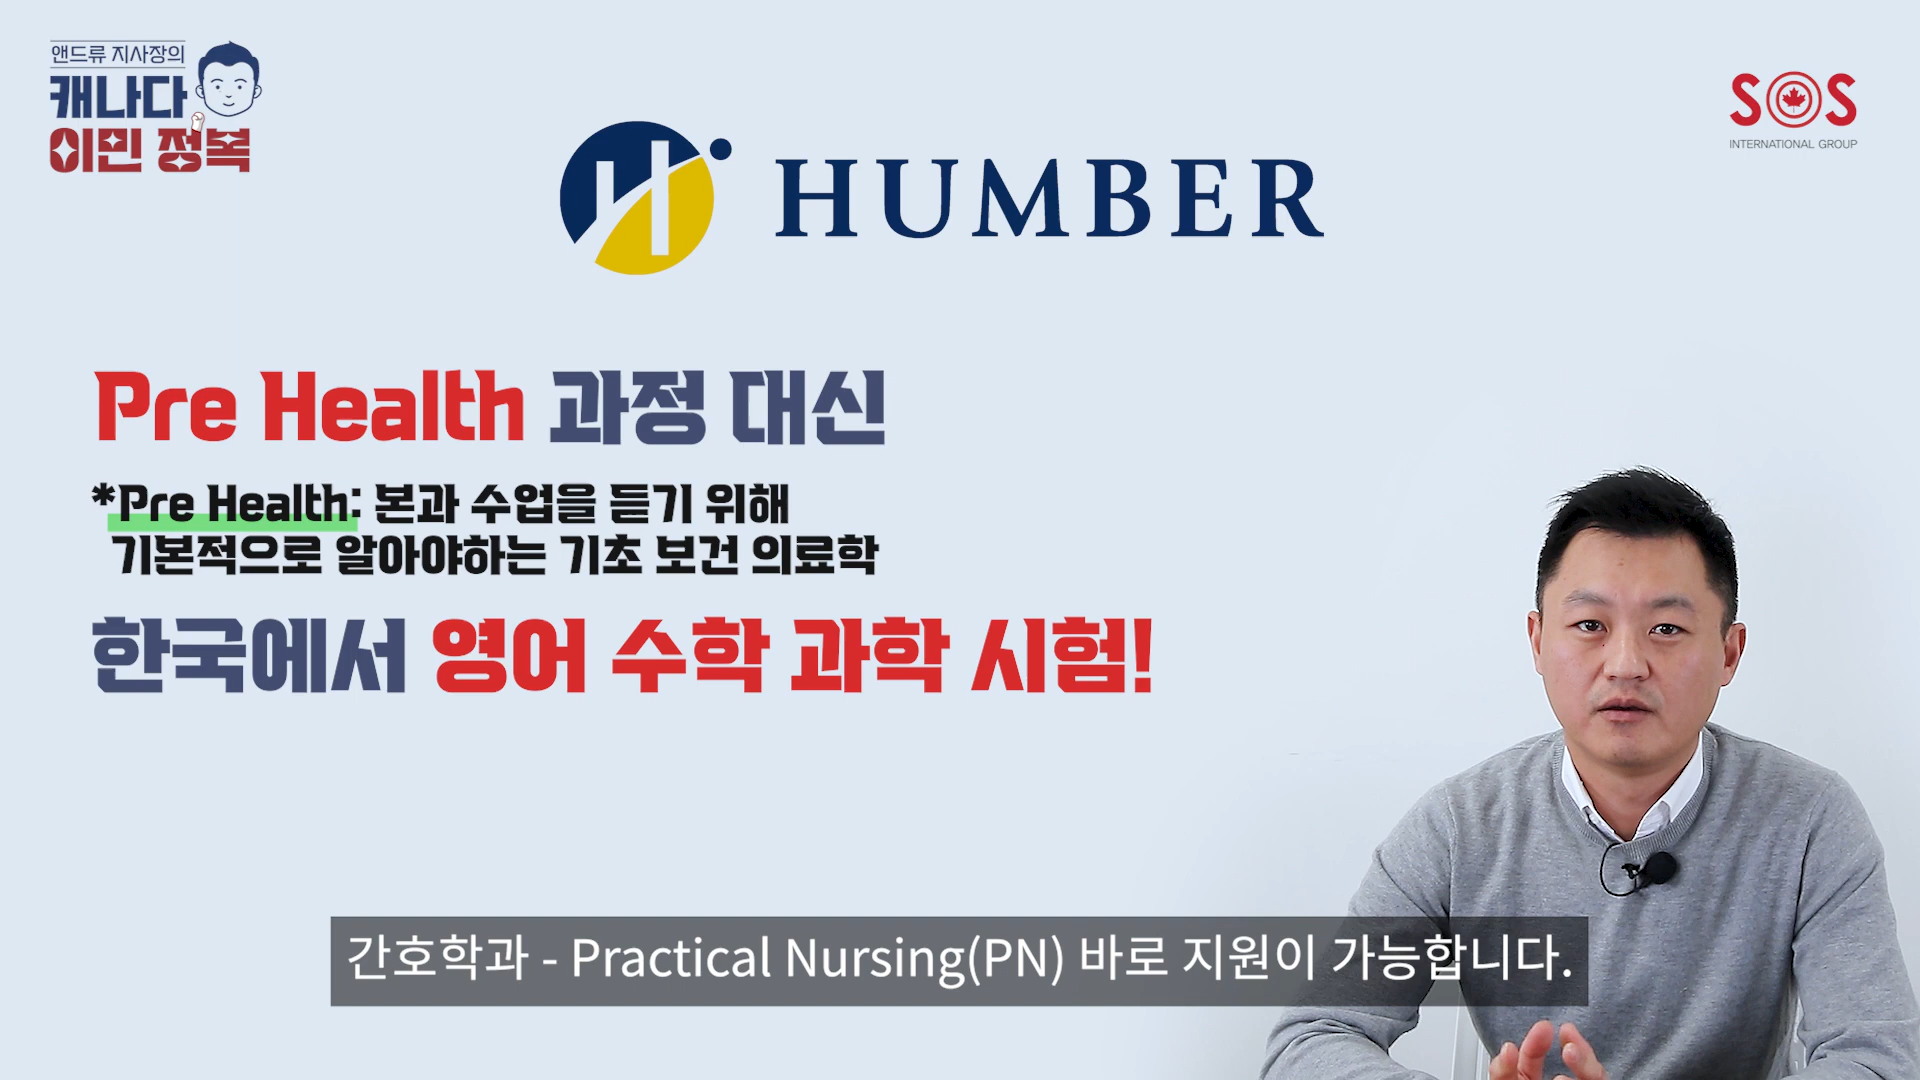 앤드류 지사장의
캐나다
이민 정복
SOS
INTERNATIONAL GROUP
HUMBER
Pre Health 과정 대신
*Pre Health: 본과 수업을 듣기 위해
기본적으로 알아야하는 기초 보건 의료학
한국에서 영어 수학 과학 시험!
간호학과 - Practical Nursing(PN) 바로 지원이 가능합니다.